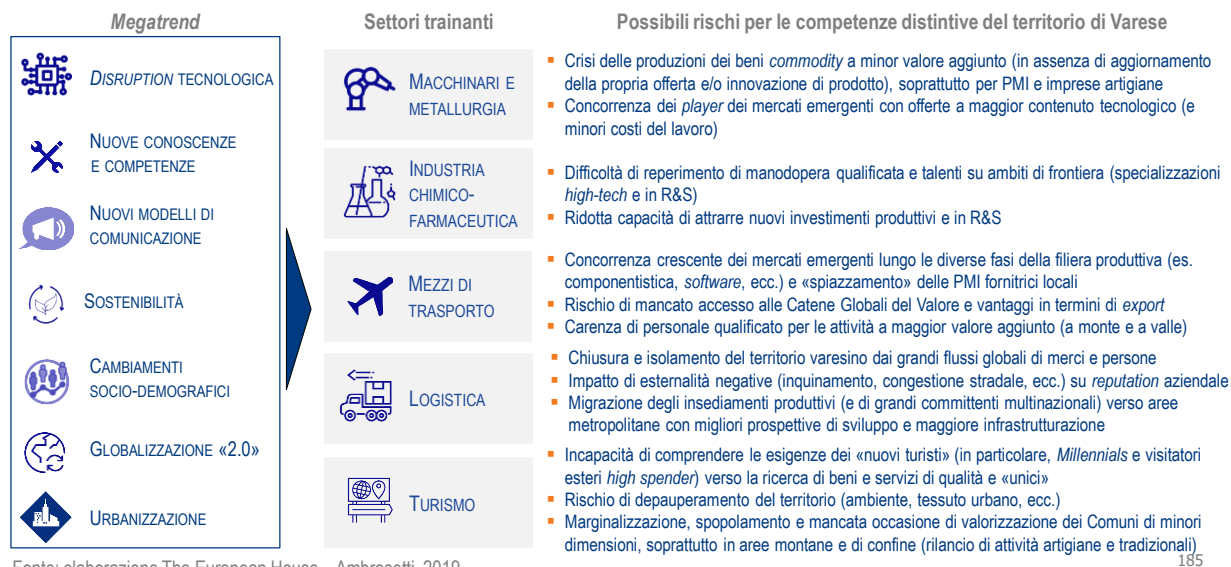 Megatrend
Settori trainanti
Possibili rischi per le competenze distintive del territorio di Varese
DISRUPTION TECNOLOGICA
NUOVE CONOSCENZE
E COMPETENZE
NUOVI MODELLI DI
COMUNICAZIONE
SOSTENIBILITÀ
CAMBIAMENTI
SOCIO-DEMOGRAFICI
GLOBALIZZAZIONE «2.0»
URBANIZZAZIONE
MACCHINARI E
METALLURGIA
▪ Crisi delle produzioni dei beni commodity a minor valore aggiunto (in assenza di aggiornamento
della propria offerta e/o innovazione di prodotto), soprattutto per PMI e imprese artigiane
▪ Concorrenza dei player dei mercati emergenti con offerte a maggior contenuto tecnologico (e
minori costi del lavoro)
INDUSTRIA
CHIMICO-
FARMACEUTICA
▪ Difficoltà di reperimento di manodopera qualificata e talenti su ambiti di frontiera (specializzazioni
high-tech e in R&S)
▪ Ridotta capacità di attrarre nuovi investimenti produttivi e in R&S
MEZZI DI
TRASPORTO
▪ Concorrenza crescente dei mercati emergenti lungo le diverse fasi della filiera produttiva (es.
componentistica, software, ecc.) e «spiazzamento» delle PMI fornitrici locali
▪ Rischio di mancato accesso alle Catene Globali del Valore e vantaggi in termini di export
▪ Carenza di personale qualificato per le attività a maggior valore aggiunto (a monte e a valle)
LOGISTICA
▪ Chiusura e isolamento del territorio varesino dai grandi flussi globali di merci e persone
▪ Impatto di esternalità negative (inquinamento, congestione stradale, ecc.) su reputation aziendale
▪ Migrazione degli insediamenti produttivi (e di grandi committenti multinazionali) verso aree
metropolitane con migliori prospettive di sviluppo e maggiore infrastrutturazione
TURISMO
▪ Incapacità di comprendere le esigenze dei «nuovi turisti» (in particolare, Millennials e visitatori
esteri high spender) verso la ricerca di beni e servizi di qualità e «unici»
▪ Rischio di depauperamento del territorio (ambiente, tessuto urbano, ecc.)
▪ Marginalizzazione, spopolamento e mancata occasione di valorizzazione dei Comuni di minori
dimensioni, soprattutto in aree montane e di confine (rilancio di attività artigiane e tradizionali)
Fonte: elaborazione The European House – Ambrosetti, 2019
185